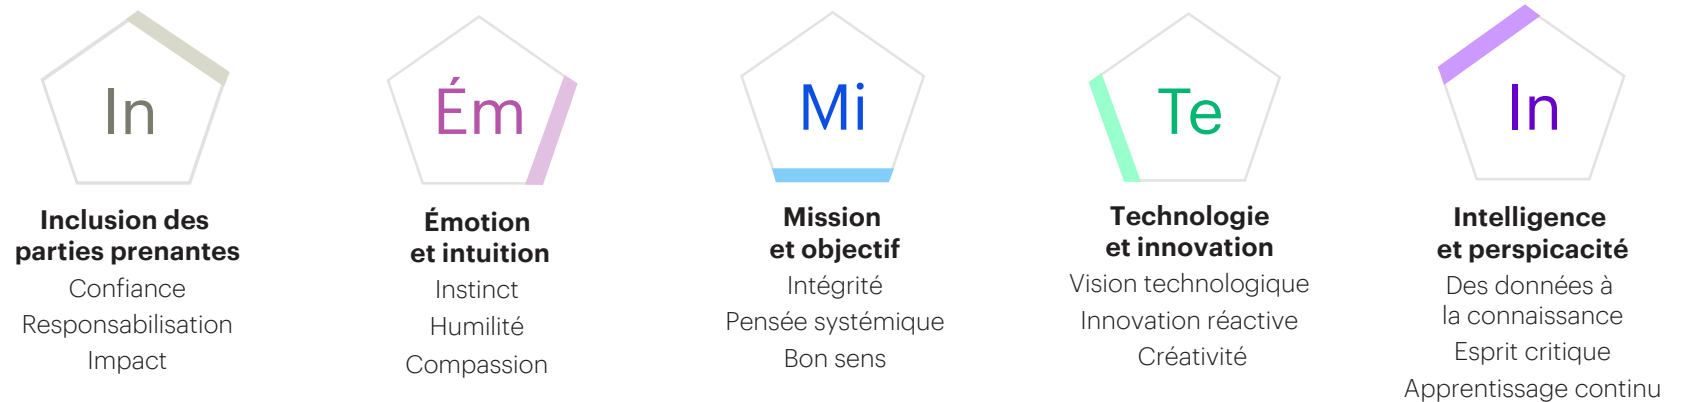 In
Inclusion des
parties prenantes
Confiance
Responsabilisation
Impact
Ém
Émotion
et intuition
Instinct
Humilité
Compassion
Mi
Mission
et objectif
Intégrité
Pensée systémique
Bon sens
Te
Technologie
et innovation
Vision technologique
Innovation réactive
Créativité
In
Intelligence
et perspicacité
Des données à
la connaissance
Esprit critique
Apprentissage continu